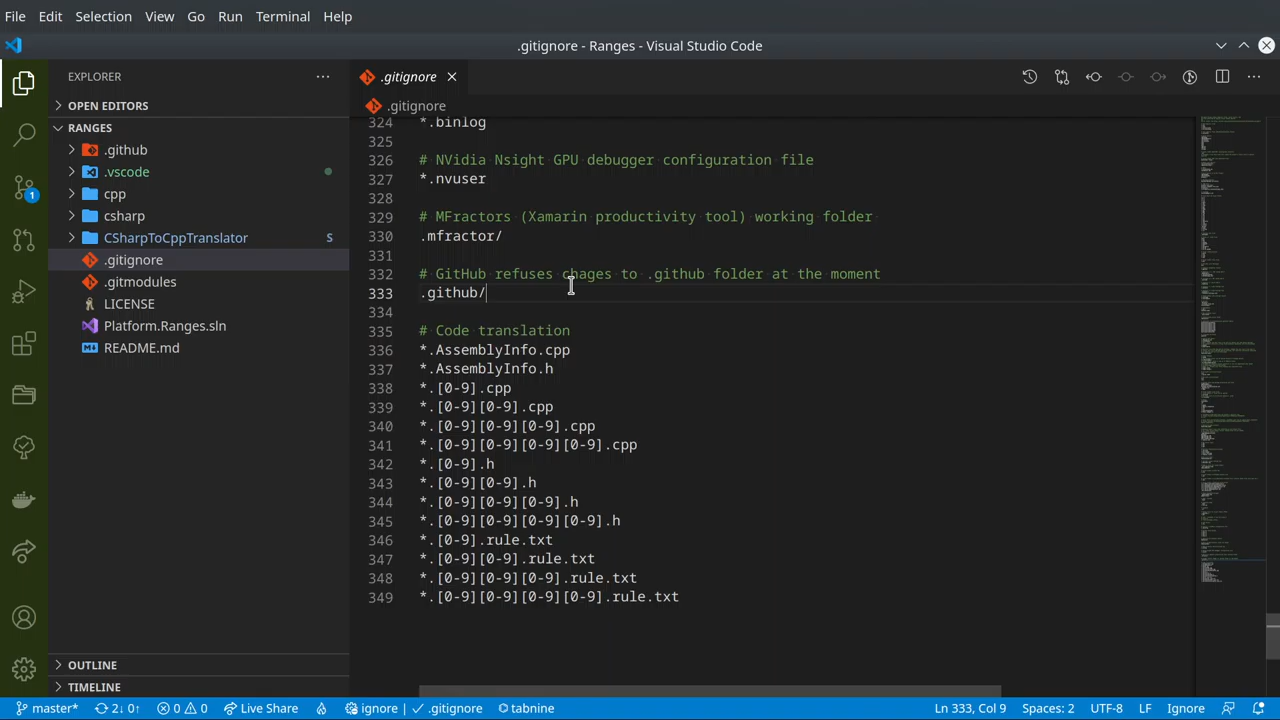 File Edit Selection View Go Run Terminal Help
.gitignore - Ranges - Visual Studio Code
EXPLORER
OPEN EDITORS
RANGES
.github
.vscode
cpp
csharp
CSharpToCppTranslator S
.gitignore
.gitmodules
LICENSE
Platform.Ranges.sln
README.md
OUTLINE
TIMELINE
1
.gitignore
.gitignore
324 *.binlog
325
326 # NVidia Nsight GPU debugger configuration file
327 *.nvuser
328
329 # MFractors (Xamarin productivity tool) working folder
330 .mfractor/
331
332 # GitHub refuses chages to .github folder at the moment
333 .github/
334
335 # Code translation
336 *.AssemblyInfo.cpp
337 *.AssemblyInfo.h
338 *.[0-9].cpp
339 *.[0-9][0-9].cpp
340 *.[0-9][0-9][0-9].cpp
341 *.[0-9][0-9][0-9][0-9].cpp
342 *.[0-9].h
343 *.[0-9][0-9].h
344 *.[0-9][0-9][0-9].h
345 *.[0-9][0-9][0-9][0-9].h
346 *.[0-9].rule.txt
347 *.[0-9][0-9].rule.txt
348 *.[0-9][0-9][0-9].rule.txt
349 *.[0-9][0-9][0-9][0-9].rule.txt
master* 2↓ 0↑ 0 0 Live Share ignore | .gitignore tabnine Ln 333, Col 9 Spaces: 2 UTF-8 LF Ignore